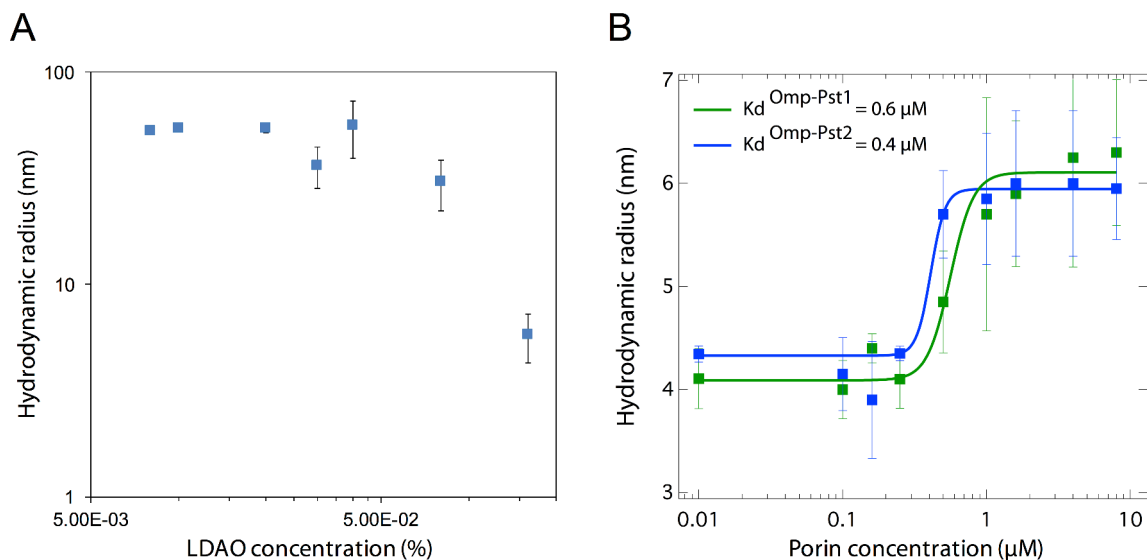 A
100
10
1
Hydrodynamic radius (nm)
5.00E-03
5.00E-02
LDAO concentration (%)
B
7
6
5
4
3
Hydrodynamic radius (nm)
Kd Omp-Pst1 = 0.6 µM
Kd Omp-Pst2 = 0.4 µM
0.01
0.1
1
10
Porin concentration (µM)